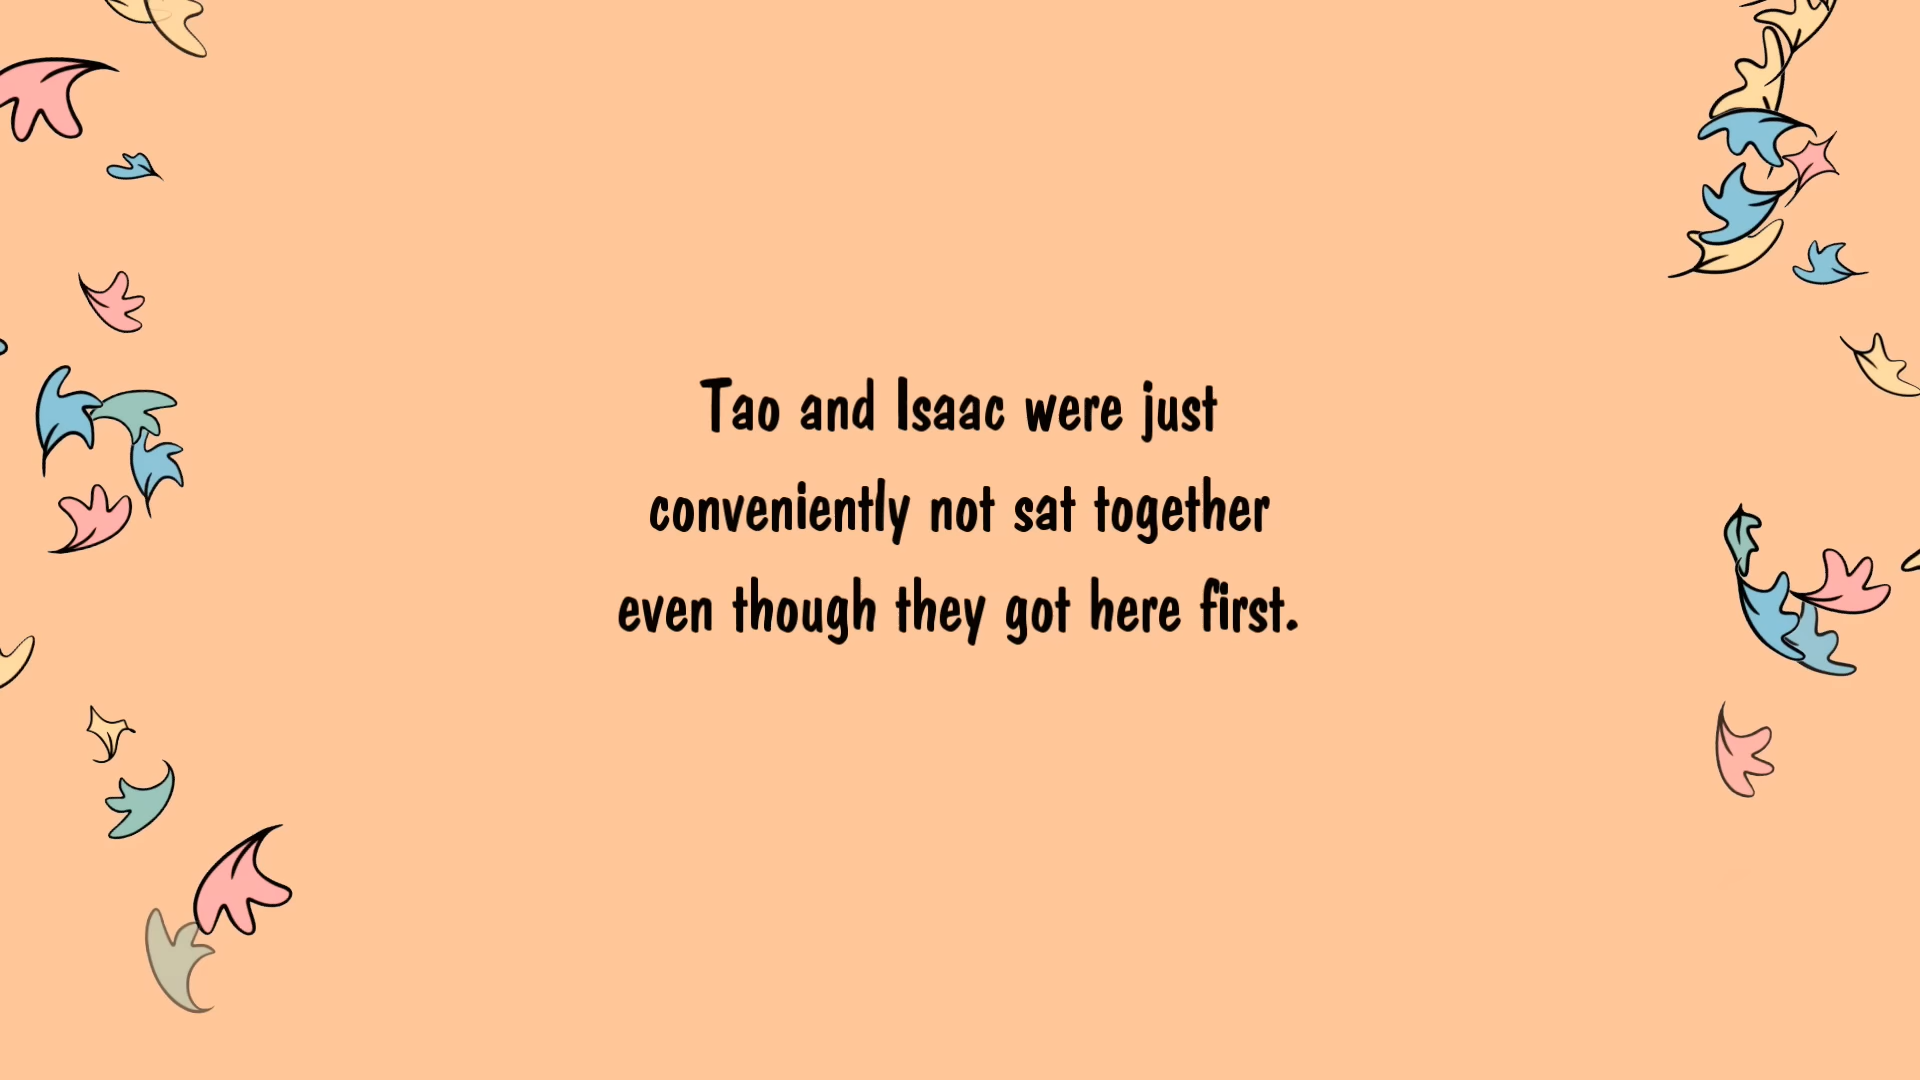 Tao and Isaac were just
conveniently not sat together
even though they got here first.